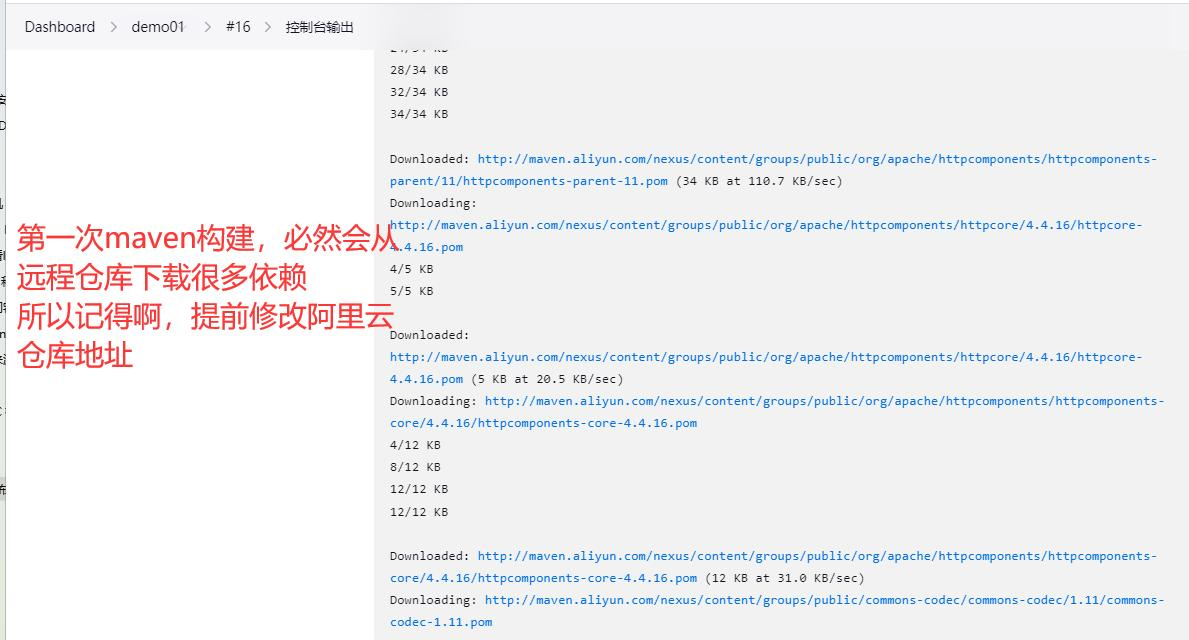 Dashboard > demo01 > #16 > 控制台输出
28/34 KB
32/34 KB
34/34 KB
Downloaded: http://maven.aliyun.com/nexus/content/groups/public/org/apache/httpcomponents/httpcomponents-
parent/11/httpcomponents-parent-11.pom (34 KB at 110.7 KB/sec)
Downloading:
http://maven.aliyun.com/nexus/content/groups/public/org/apache/httpcomponents/httpcore/4.4.16/httpcore-
4.4.16.pom
4/5 KB
5/5 KB
Downloaded:
http://maven.aliyun.com/nexus/content/groups/public/org/apache/httpcomponents/httpcore/4.4.16/httpcore-
4.4.16.pom (5 KB at 20.5 KB/sec)
Downloading: http://maven.aliyun.com/nexus/content/groups/public/org/apache/httpcomponents/httpcomponents-
core/4.4.16/httpcomponents-core-4.4.16.pom
4/12 KB
8/12 KB
12/12 KB
12/12 KB
Downloaded: http://maven.aliyun.com/nexus/content/groups/public/org/apache/httpcomponents/httpcomponents-
core/4.4.16/httpcomponents-core-4.4.16.pom (12 KB at 31.0 KB/sec)
Downloading: http://maven.aliyun.com/nexus/content/groups/public/commons-codec/commons-codec/1.11/commons-
codec-1.11.pom
第一次maven构建，必然会从
远程仓库下载很多依赖
所以记得啊，提前修改阿里云
仓库地址